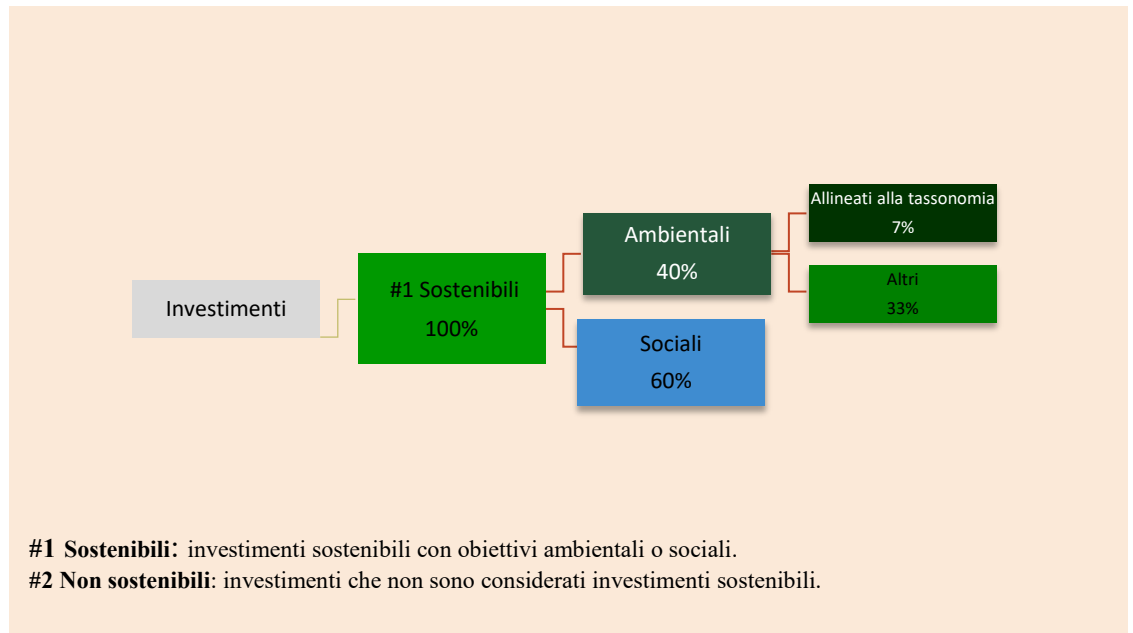 Investimenti
#1 Sostenibili
100%
Ambientali
40%
Sociali
60%
Allineati alla tassonomia
7%
Altri
33%
#1 Sostenibili: investimenti sostenibili con obiettivi ambientali o sociali.
#2 Non sostenibili: investimenti che non sono considerati investimenti sostenibili.